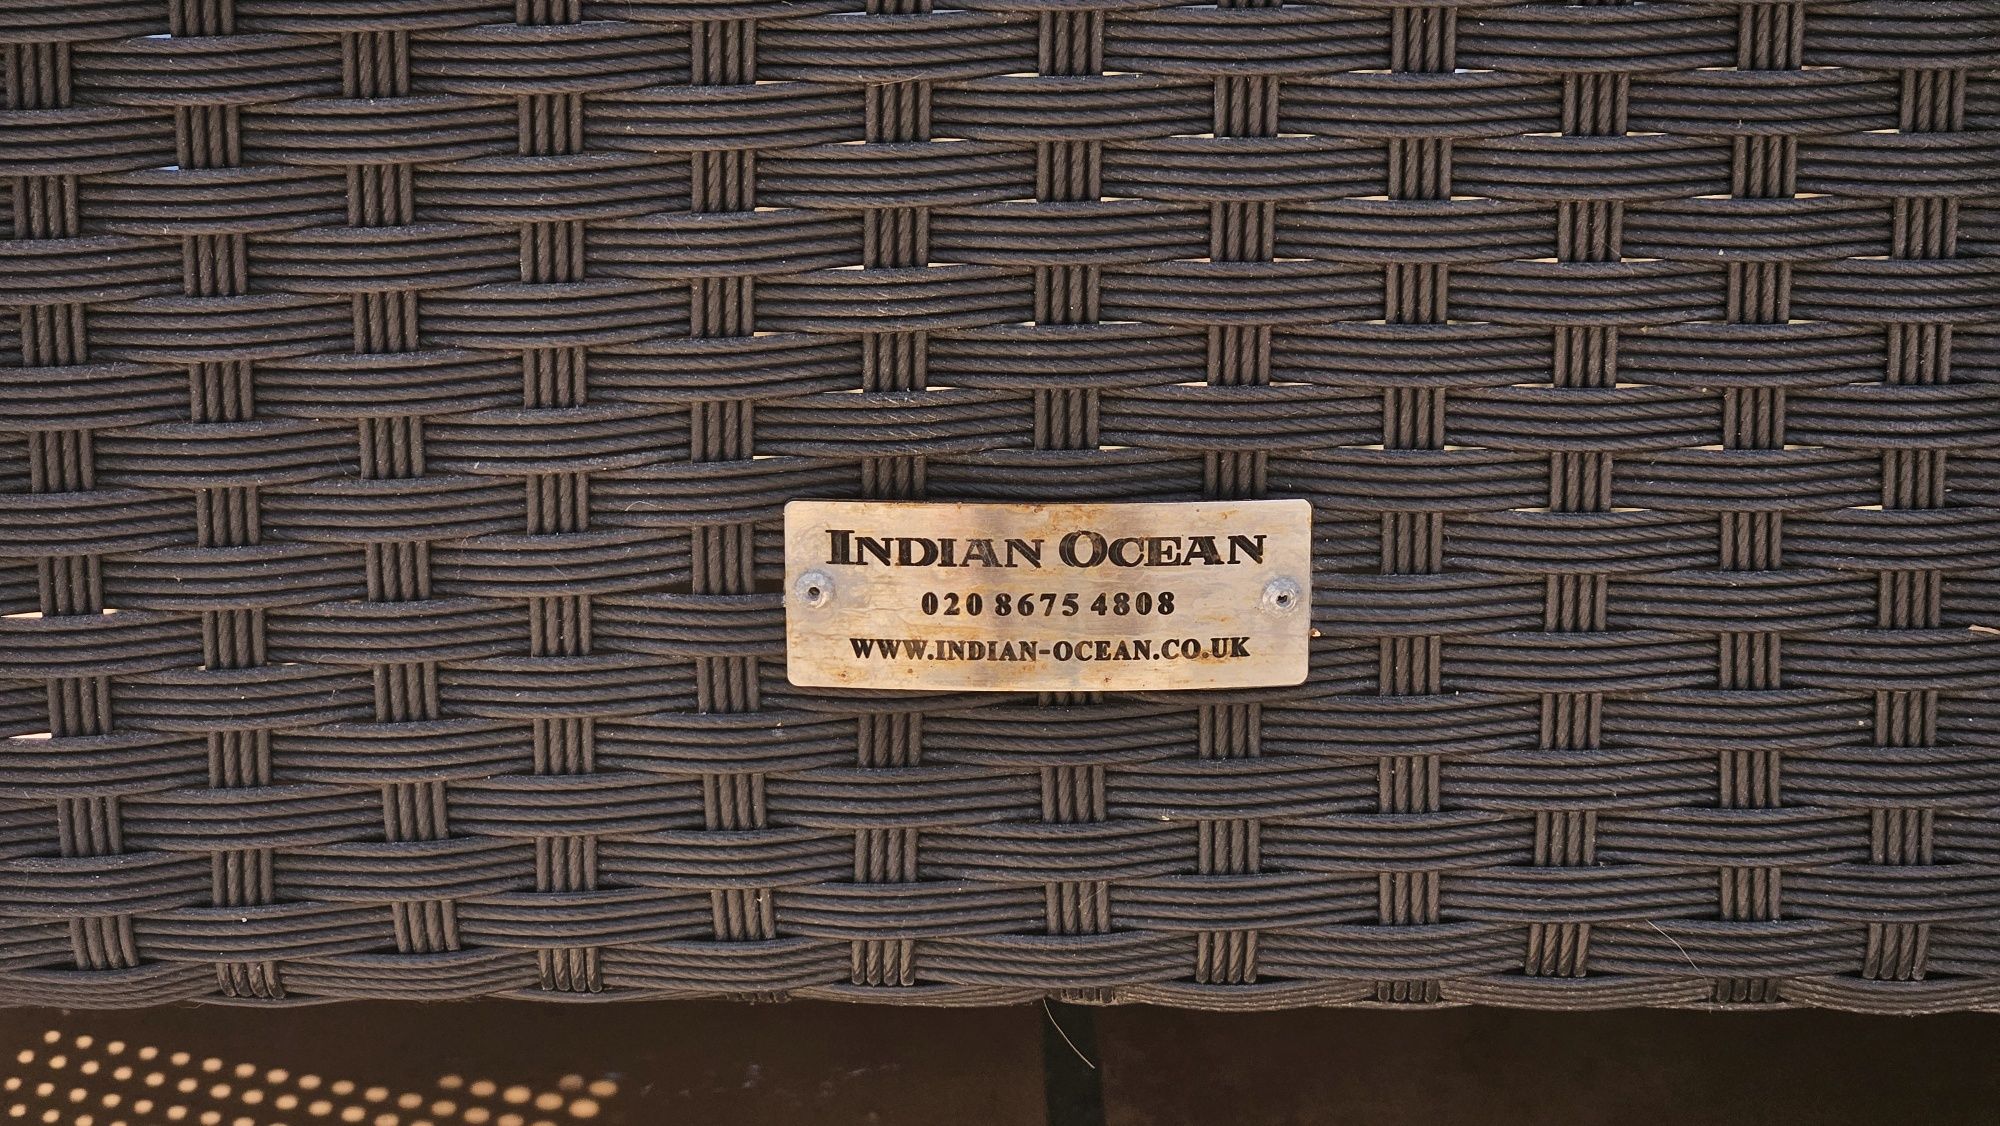 INDIAN OCEAN
020 8675 4808
WWW.INDIAN-OCEAN.CO.UK